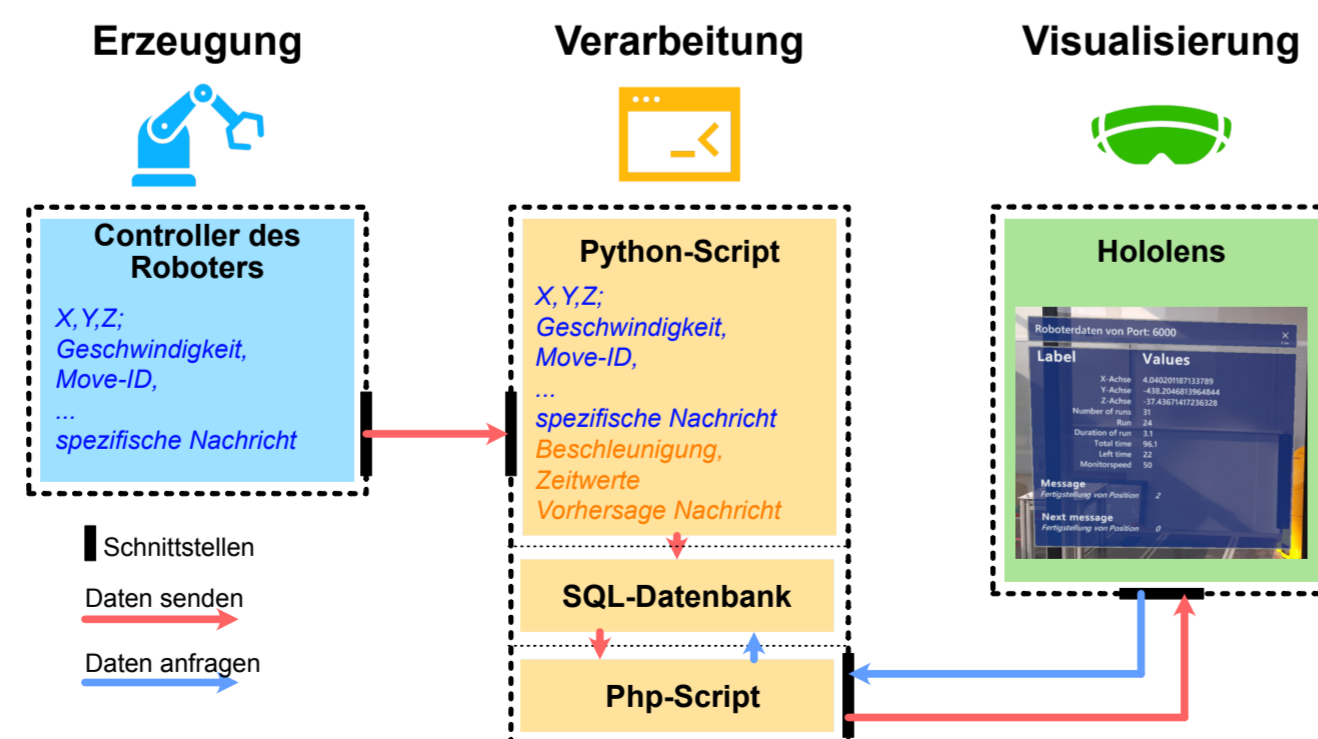 Erzeugung
Verarbeitung
Visualisierung
Controller des
Roboters
X,Y,Z;
Geschwindigkeit,
Move-ID,
...
spezifische Nachricht
Schnittstellen
Daten senden
Daten anfragen
Python-Script
X,Y,Z;
Geschwindigkeit,
Move-ID,
...
spezifische Nachricht
Beschleunigung,
Zeitwerte
Vorhersage Nachricht
SQL-Datenbank
Php-Script
Hololens
Roboterdaten von Port: 6000
Label Values
X-Achse 4.040201187133789
Y-Achse -438.2046813964844
Z-Achse -37.43671417236328
Number of runs 31
Run 24
Duration of run 3.1
Total time 96.1
Left time 22
Monitorspeed 50
Message
Fertigstellung von Position 2
Next message
Fertigstellung von Position 0